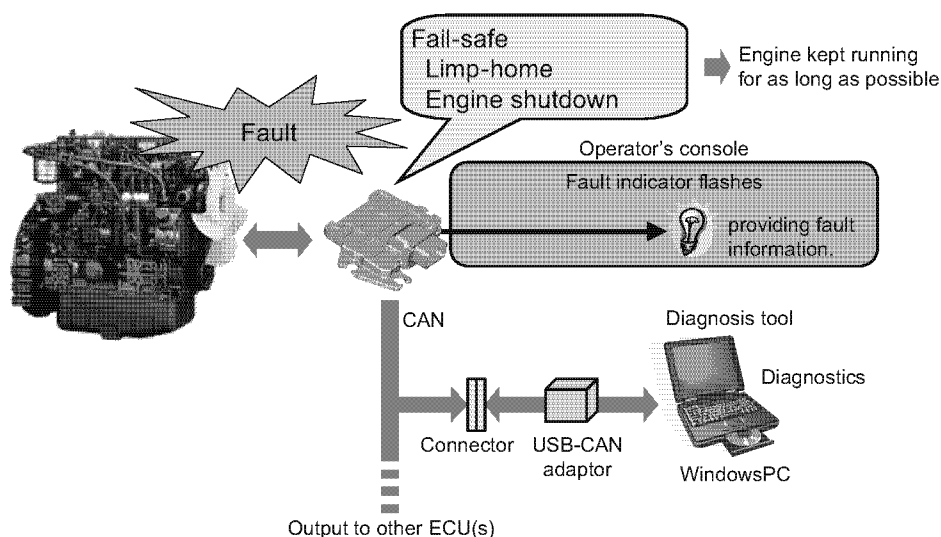 Fail-safe
Limp-home
Engine shutdown
Engine kept running
for as long as possible
Fault
Operator's console
Fault indicator flashes
providing fault
information.
CAN
Diagnosis tool
Diagnostics
Connector
USB-CAN
adaptor
WindowsPC
Output to other ECU(s)